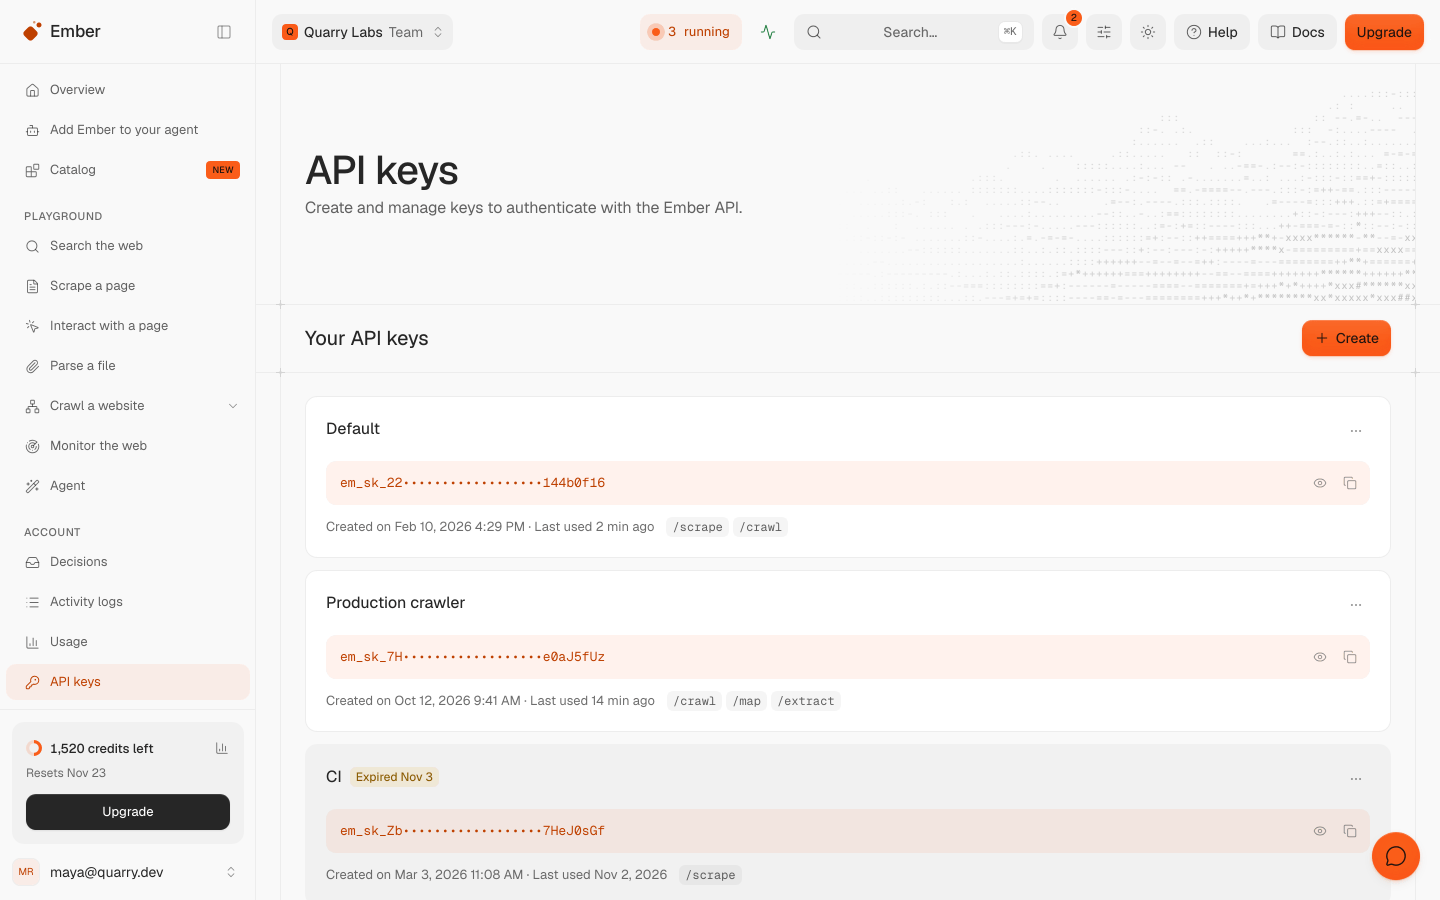 Ember
Quarry Labs Team
3 running
Search...
⌘K
2
Help
Docs
Upgrade
Overview
Add Ember to your agent
Catalog
NEW
PLAYGROUND
Search the web
Scrape a page
Interact with a page
Parse a file
Crawl a website
Monitor the web
Agent
ACCOUNT
Decisions
Activity logs
Usage
API keys
1,520 credits left
Resets Nov 23
Upgrade
MR
maya@quarry.dev
API keys
Create and manage keys to authenticate with the Ember API.
Your API keys
Create
Default
em_sk_22••••••••••••••••••144b0f16
Created on Feb 10, 2026 4:29 PM · Last used 2 min ago /scrape /crawl
Production crawler
em_sk_7H••••••••••••••••••e0aJ5fUz
Created on Oct 12, 2026 9:41 AM · Last used 14 min ago /crawl /map /extract
CI Expired Nov 3
em_sk_Zb••••••••••••••••••7HeJ0sGf
Created on Mar 3, 2026 11:08 AM · Last used Nov 2, 2026 /scrape